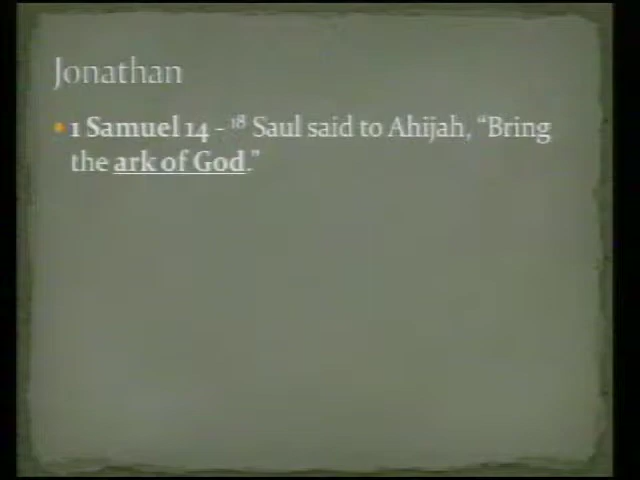 Jonathan
• 1 Samuel 14 - 18 Saul said to Ahijah, “Bring
the ark of God.”